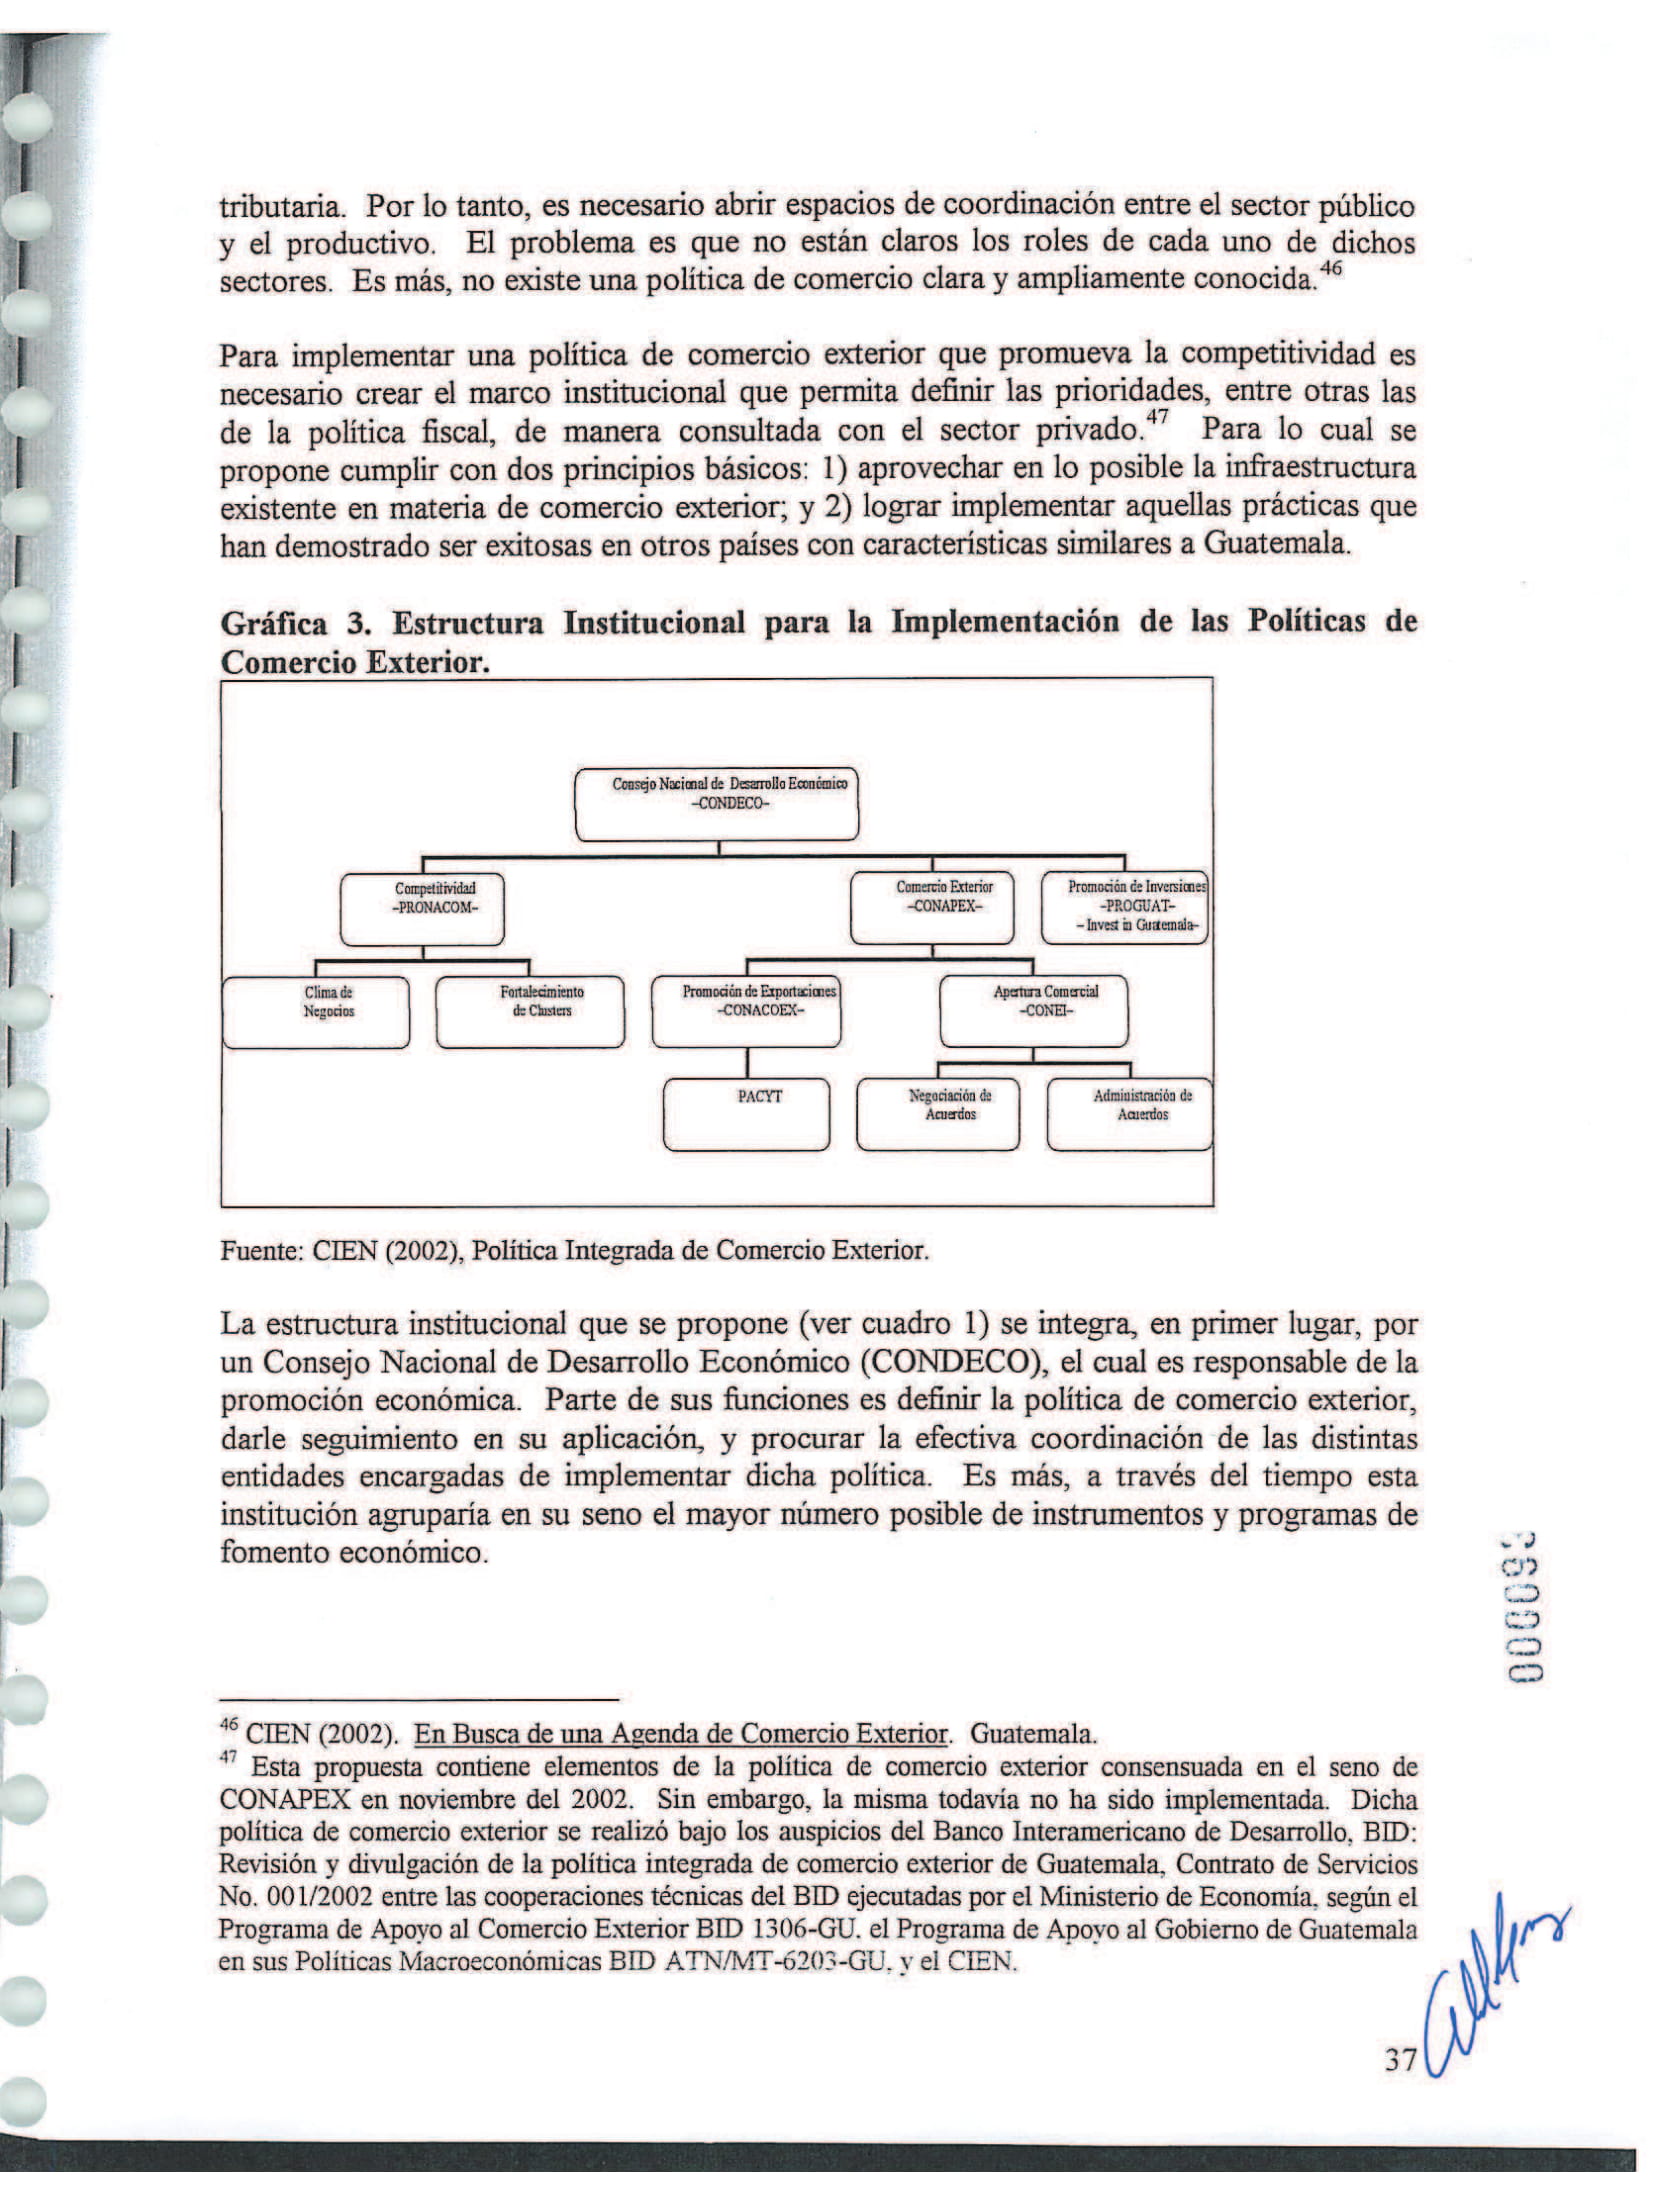 tributaria.  Por lo tanto, es necesario abrir espacios de coordinación entre el sector público
y el productivo.  El problema es que no están claros los roles de cada uno de dichos
sectores.  Es más, no existe una política de comercio clara y ampliamente conocida.46
Para implementar una política de comercio exterior que promueva la competitividad es
necesario crear el marco institucional que permita definir las prioridades, entre otras las
de la política fiscal, de manera consultada con el sector privado.47  Para lo cual se
propone cumplir con dos principios básicos: 1) aprovechar en lo posible la infraestructura
existente en materia de comercio exterior; y 2) lograr implementar aquellas prácticas que
han demostrado ser exitosas en otros países con características similares a Guatemala.
Gráfica 3. Estructura Institucional para la Implementación de las Políticas de
Comercio Exterior.
Consejo Nacional de Desarrollo Económico
–CONDECO–
Competitividad
–PRONACOM–
Comercio Exterior
–CONAPEX–
Promoción de Inversiones
–PROGUAT–
– Invest in Guatemala–
Clima de
Negocios
Fortalecimiento
de Clusters
Promoción de Exportaciones
–CONACOEX–
Apertura Comercial
–CONEI–
PACYT
Negociación de
Acuerdos
Administración de
Acuerdos
Fuente: CIEN (2002), Política Integrada de Comercio Exterior.
La estructura institucional que se propone (ver cuadro 1) se integra, en primer lugar, por
un Consejo Nacional de Desarrollo Económico (CONDECO), el cual es responsable de la
promoción económica.  Parte de sus funciones es definir la política de comercio exterior,
darle seguimiento en su aplicación, y procurar la efectiva coordinación de las distintas
entidades encargadas de implementar dicha política.  Es más, a través del tiempo esta
institución agruparía en su seno el mayor número posible de instrumentos y programas de
fomento económico.
46 CIEN (2002).  En Busca de una Agenda de Comercio Exterior.  Guatemala.
47 Esta propuesta contiene elementos de la política de comercio exterior consensuada en el seno de
CONAPEX en noviembre del 2002.  Sin embargo, la misma todavía no ha sido implementada.  Dicha
política de comercio exterior se realizó bajo los auspicios del Banco Interamericano de Desarrollo, BID:
Revisión y divulgación de la política integrada de comercio exterior de Guatemala, Contrato de Servicios
No. 001/2002 entre las cooperaciones técnicas del BID ejecutadas por el Ministerio de Economía, según el
Programa de Apoyo al Comercio Exterior BID 1306-GU. el Programa de Apoyo al Gobierno de Guatemala
en sus Políticas Macroeconómicas BID ATN/MT-6203-GU. y el CIEN.
37